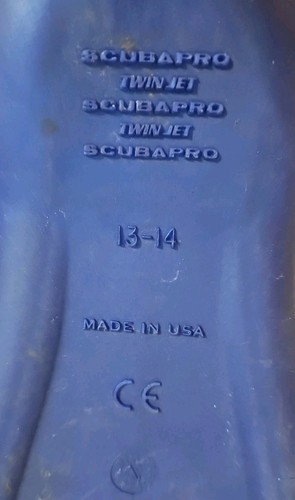 SCUBAPRO
TWIN JET
SCUBAPRO
TWIN JET
SCUBAPRO
13-14
MADE IN USA
CE